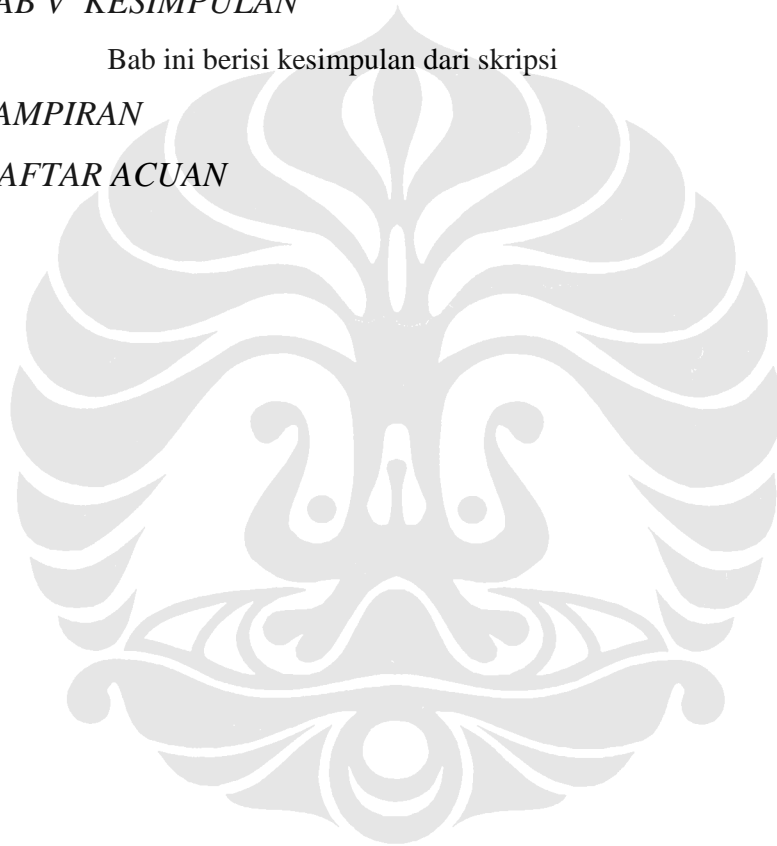 AB V KESIMPULAN
Bab ini berisi kesimpulan dari skripsi
AMPIRAN
AFTAR ACUAN